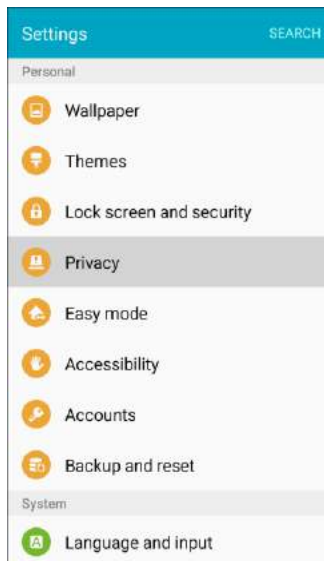 Settings SEARCH
Personal
Wallpaper
Themes
Lock screen and security
Privacy
Easy mode
Accessibility
Accounts
Backup and reset
System
A Language and input